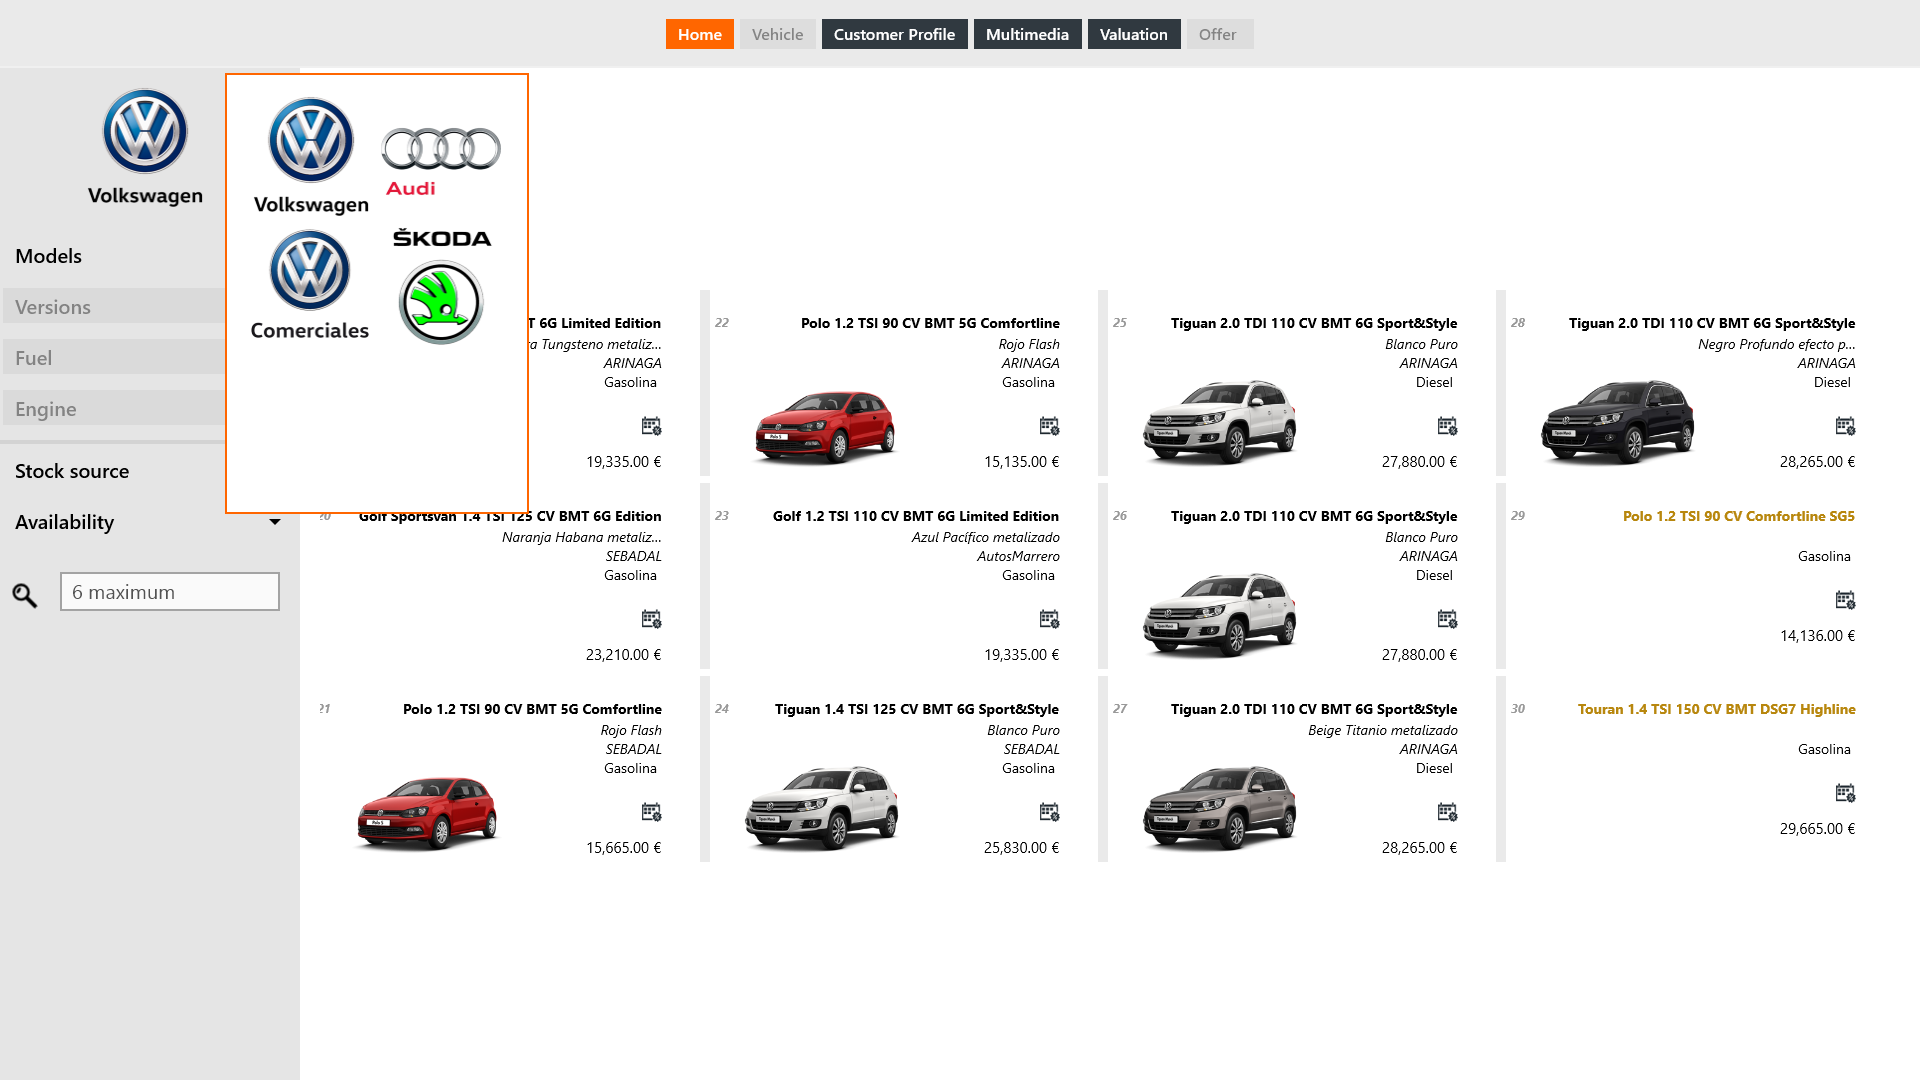 Home Vehicle Customer Profile Multimedia Valuation Offer
Volkswagen
Models
Versions
Fuel
Engine
Stock source
Availability
6 maximum
Volkswagen
Audi
Comerciales
ŠKODA
6G Limited Edition
Tungsteno metaliz...
ARINAGA
Gasolina
19,335.00 €
20 Golf Sportsvan 1.4 TSI 125 CV BMT 6G Edition
Naranja Habana metaliz...
SEBADAL
Gasolina
23,210.00 €
21 Polo 1.2 TSI 90 CV BMT 5G Comfortline
Rojo Flash
SEBADAL
Gasolina
15,665.00 €
22 Polo 1.2 TSI 90 CV BMT 5G Comfortline
Rojo Flash
ARINAGA
Gasolina
15,135.00 €
23 Golf 1.2 TSI 110 CV BMT 6G Limited Edition
Azul Pacífico metalizado
AutosMarrero
Gasolina
19,335.00 €
24 Tiguan 1.4 TSI 125 CV BMT 6G Sport&Style
Blanco Puro
SEBADAL
Gasolina
25,830.00 €
25 Tiguan 2.0 TDI 110 CV BMT 6G Sport&Style
Blanco Puro
ARINAGA
Diesel
27,880.00 €
26 Tiguan 2.0 TDI 110 CV BMT 6G Sport&Style
Blanco Puro
ARINAGA
Diesel
27,880.00 €
27 Tiguan 2.0 TDI 110 CV BMT 6G Sport&Style
Beige Titanio metalizado
ARINAGA
Diesel
28,265.00 €
28 Tiguan 2.0 TDI 110 CV BMT 6G Sport&Style
Negro Profundo efecto p...
ARINAGA
Diesel
28,265.00 €
29 Polo 1.2 TSI 90 CV Comfortline SG5
Gasolina
14,136.00 €
30 Touran 1.4 TSI 150 CV BMT DSG7 Highline
Gasolina
29,665.00 €